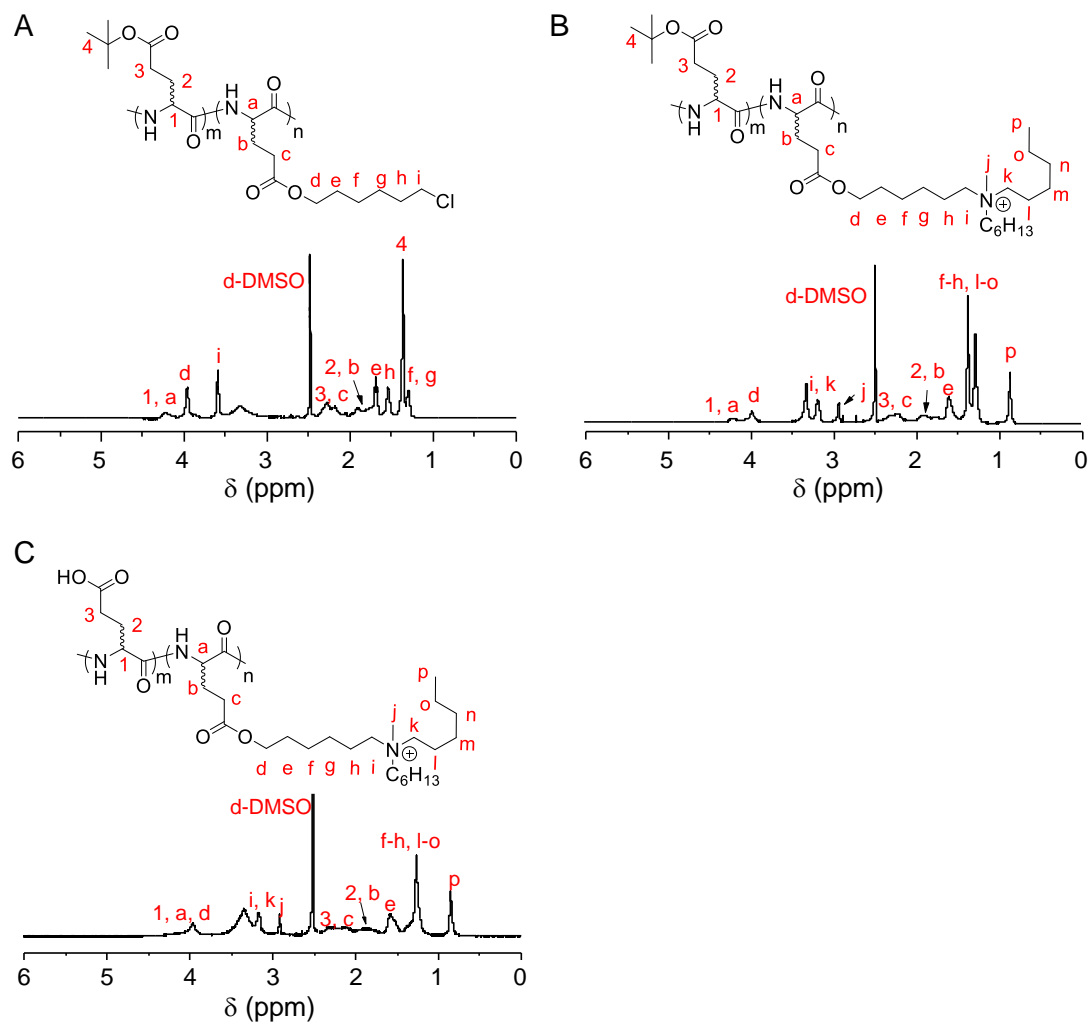 A
4
O
O
3
2
N
H
1
O
m
H
N
a
O
n
b
c
O
O
d
e
f
g
h
i
Cl
d-DMSO
4
i
d
1, a
3, c
2, b
e
h
f, g
6
5
4
3
2
1
0
δ (ppm)
B
4
O
O
3
2
N
H
1
O
m
H
N
a
O
n
b
c
O
O
d
e
f
g
h
i
N
⊕
C6H13
j
k
l
m
n
o
p
d-DMSO
f-h, l-o
p
1, a
d
i, k
j
3, c
2, b
e
6
5
4
3
2
1
0
δ (ppm)
C
HO
O
3
2
N
H
1
O
m
H
N
a
O
n
b
c
O
O
d
e
f
g
h
i
N
⊕
C6H13
j
k
l
m
n
o
p
d-DMSO
f-h, l-o
p
1, a, d
i, k
j
3, c
2, b
e
6
5
4
3
2
1
0
δ (ppm)